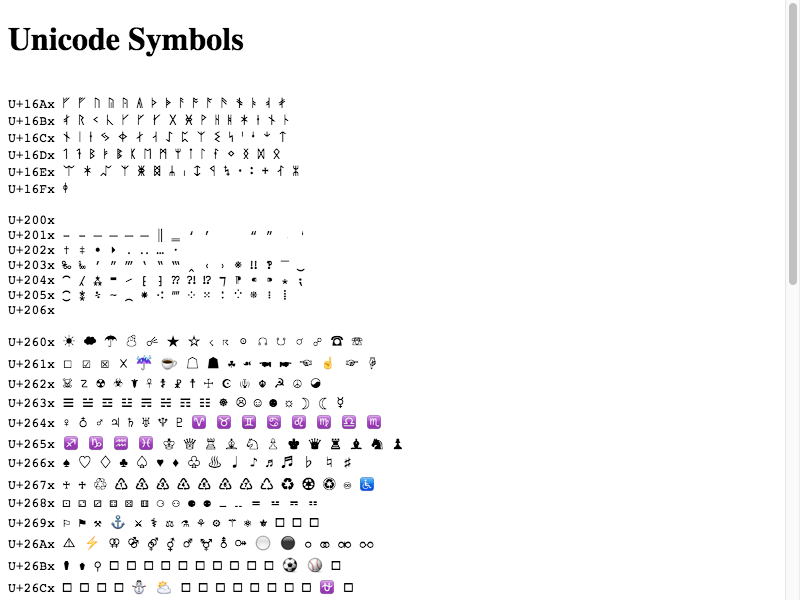 Unicode Symbols
U+16Ax ᚠ ᚡ ᚢ ᚣ ᚤ ᚥ ᚦ ᚧ ᚨ ᚩ ᚪ ᚫ ᚬ ᚭ ᚮ ᚯ
U+16Bx ᚰ ᚱ ᚲ ᚳ ᚴ ᚵ ᚶ ᚷ ᚸ ᚹ ᚺ ᚻ ᚼ ᚽ ᚾ ᚿ
U+16Cx ᛀ ᛁ ᛂ ᛃ ᛄ ᛅ ᛆ ᛇ ᛈ ᛉ ᛊ ᛋ ᛌ ᛍ ᛎ ᛏ
U+16Dx ᛐ ᛑ ᛒ ᛓ ᛔ ᛕ ᛖ ᛗ ᛘ ᛙ ᛚ ᛛ ᛜ ᛝ ᛞ ᛟ
U+16Ex ᛠ ᛡ ᛢ ᛣ ᛤ ᛥ ᛦ ᛧ ᛨ ᛩ ᛪ ᛫ ᛬ ᛭ ᛮ ᛯ
U+16Fx ᛰ
U+200x
U+201x ‐ ‑ ‒ – — ― ‖ ‗ ‘ ’ “ ”
U+202x † ‡ • ‣ ․ ‥ … ‧
U+203x ‰ ‱ ′ ″ ‴ ‵ ‶ ‷ ‸ ‹ › ※ ‼ ‽ ‾ ‿
U+204x ⁀ ⁁ ⁂ ⁃ ⁄ ⁅ ⁆ ⁇ ⁈ ⁉ ⁊ ⁋ ⁌ ⁍ ⁎ ⁏
U+205x ⁐ ⁑ ⁒ ⁓ ⁔ ⁕ ⁖ ⁗ ⁘ ⁙ ⁚ ⁛ ⁜ ⁝ ⁞
U+206x
U+260x ☀ ☁ ☂ ☃ ☄ ★ ☆ ☇ ☈ ☉ ☊ ☋ ☌ ☍ ☎ ☏
U+261x ☐ ☑ ☒ ☓ ☔ ☕ ☖ ☗ ☘ ☙ ☚ ☛ ☜ ☝ ☞ ☟
U+262x ☠ ☡ ☢ ☣ ☤ ☥ ☦ ☧ ☨ ☩ ☪ ☫ ☬ ☭ ☮ ☯
U+263x ☰ ☱ ☲ ☳ ☴ ☵ ☶ ☷ ☸ ☹ ☺ ☻ ☼ ☽ ☾ ☿
U+264x ♀ ♁ ♂ ♃ ♄ ♅ ♆ ♇ ♈ ♉ ♊ ♋ ♌ ♍ ♎ ♏
U+265x ♐ ♑ ♒ ♓ ♔ ♕ ♖ ♗ ♘ ♙ ♚ ♛ ♜ ♝ ♞ ♟
U+266x ♠ ♡ ♢ ♣ ♤ ♥ ♦ ♧ ♨ ♩ ♪ ♫ ♬ ♭ ♮ ♯
U+267x ♰ ♱ ♲ ♳ ♴ ♵ ♶ ♷ ♸ ♹ ♺ ♻ ♼ ♽ ♾ ♿
U+268x ⚀ ⚁ ⚂ ⚃ ⚄ ⚅ ⚆ ⚇ ⚈ ⚉ ⚊ ⚋ ⚌ ⚍ ⚎ ⚏
U+269x ⚐ ⚑ ⚒ ⚓ ⚔ ⚕ ⚖ ⚗ ⚘ ⚙ ⚚ ⚛ ⚜ □ □ □
U+26Ax ⚠ ⚡ ⚢ ⚣ ⚤ ⚥ ⚦ ⚧ ⚨ ⚩ ⚪ ⚫ ⚬ ⚭ ⚮ ⚯
U+26Bx ⚰ ⚱ ⚲ □ □ □ □ □ □ □ □ □ □ ⚽ ⚾ □
U+26Cx □ □ □ □ ⛄ ⛅ □ □ □ □ □ □ □ □ ⛎ □